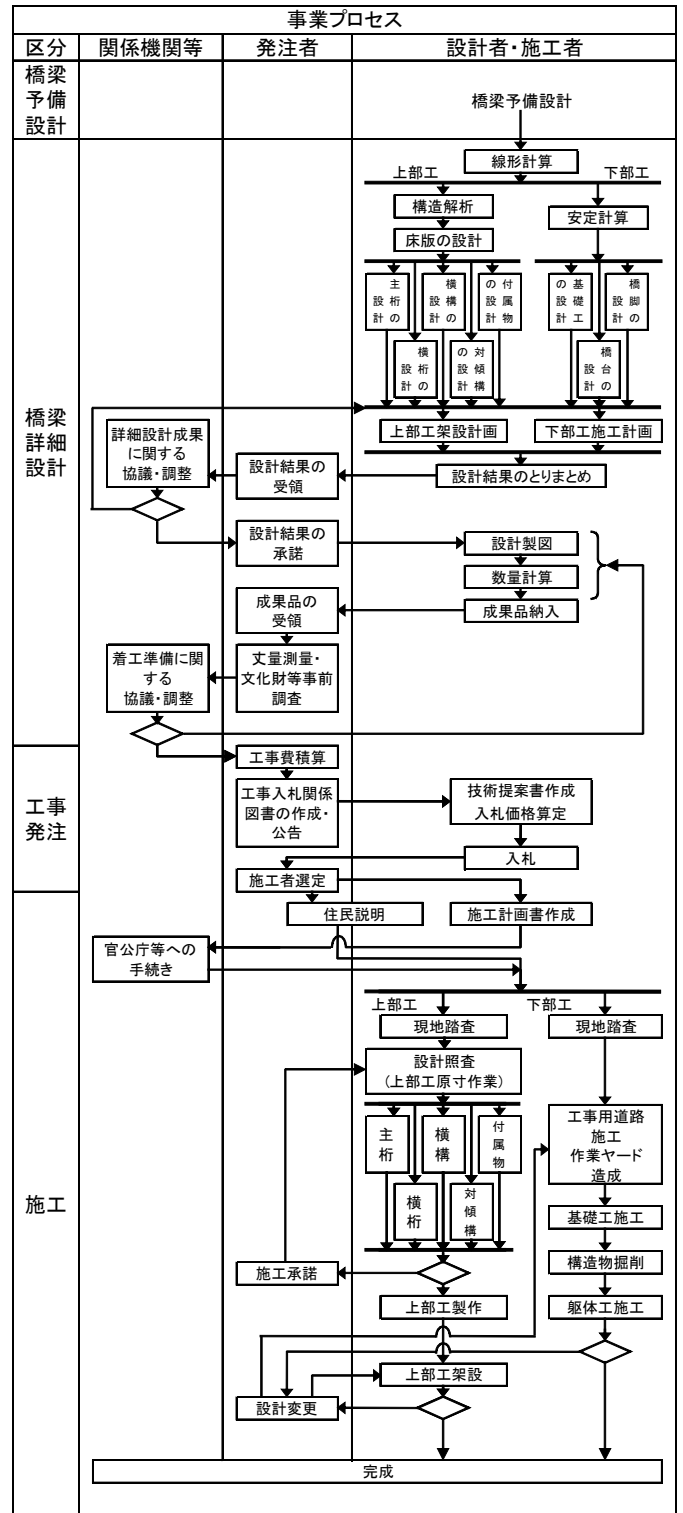 事業プロセス
区分
関係機関等
発注者
設計者・施工者
橋梁
予備
設計
橋梁予備設計
橋梁
詳細
設計
線形計算
上部工
下部工
構造解析
安定計算
床版の設計
主桁の
設計
横桁の
設計
横構の
設計
対傾構
の設計
付属物
の設計
基礎工
の設計
橋台の
設計
橋脚の
設計
上部工架設計画
下部工施工計画
設計結果のとりまとめ
設計結果の
受領
詳細設計成果
に関する
協議・調整
設計結果の
承諾
設計製図
数量計算
成果品納入
成果品の
受領
丈量測量・
文化財等事前
調査
着工準備に関
する
協議・調整
工事
発注
工事費積算
工事入札関係
図書の作成・
公告
技術提案書作成
入札価格算定
入札
施工者選定
施工
住民説明
施工計画書作成
官公庁等への
手続き
上部工
下部工
現地踏査
現地踏査
設計照査
(上部工原寸作業)
主桁
横桁
横構
対傾構
付属物
工事用道路
施工
作業ヤード
造成
基礎工施工
構造物掘削
躯体工施工
施工承諾
上部工製作
上部工架設
設計変更
完成